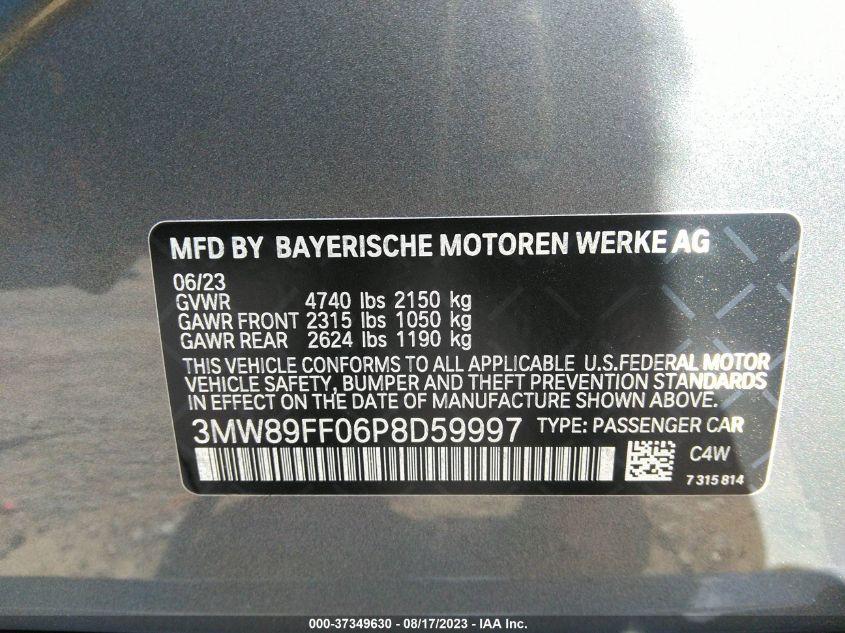 MFD BY BAYERISCHE MOTOREN WERKE AG
06/23
GVWR 4740 lbs 2150 kg
GAWR FRONT 2315 lbs 1050 kg
GAWR REAR 2624 lbs 1190 kg
THIS VEHICLE CONFORMS TO ALL APPLICABLE U.S.FEDERAL MOTOR
VEHICLE SAFETY, BUMPER AND THEFT PREVENTION STANDARDS
IN EFFECT ON THE DATE OF MANUFACTURE SHOWN ABOVE.
3MW89FF06P8D59997 TYPE: PASSENGER CAR
C4W
7 315 814
000-37349630 - 08/17/2023 - IAA Inc.